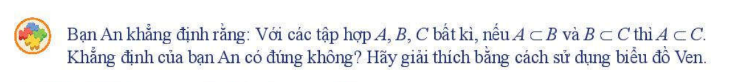 Bạn An khẳng định rằng: Với các tập hợp A, B, C bất kì, nếu A ⊂ B và B ⊂ C thì A ⊂ C.
Khẳng định của bạn An có đúng không? Hãy giải thích bằng cách sử dụng biểu đồ Ven.